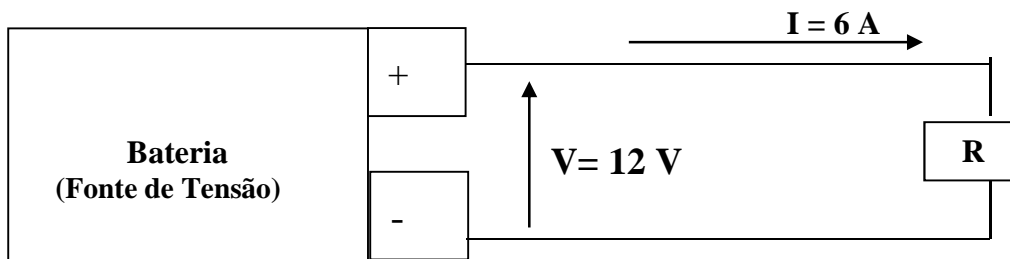 I = 6 A
+
Bateria
(Fonte de Tensão)
V= 12 V
R
-